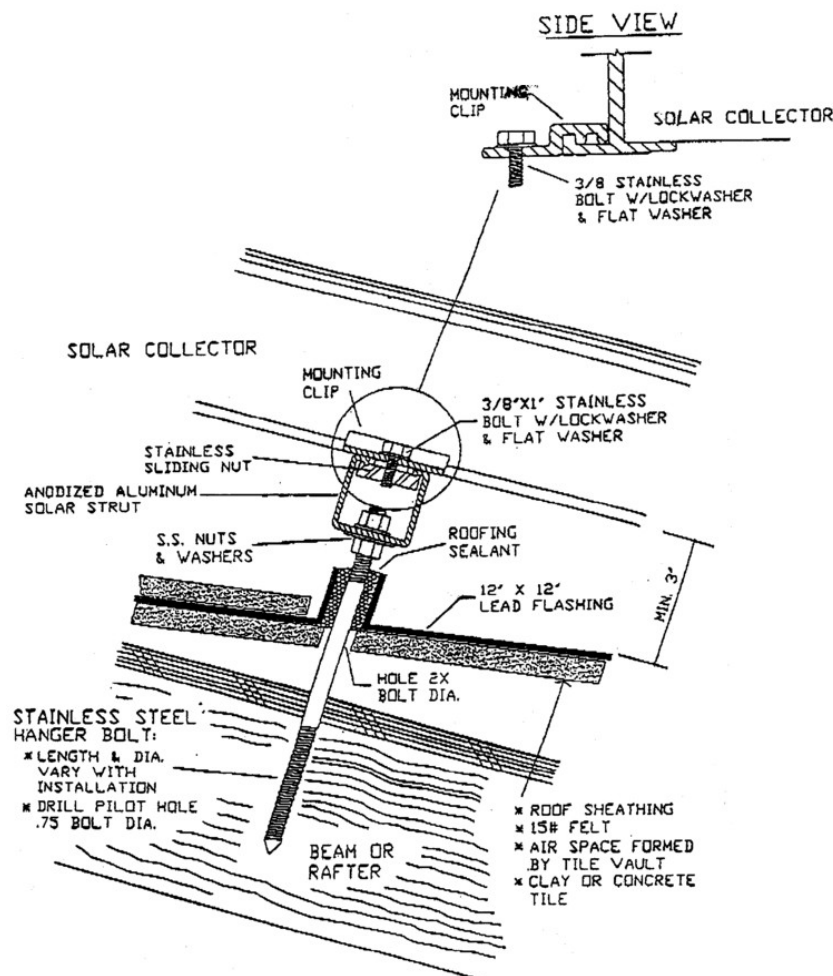 SIDE VIEW
MOUNTING
CLIP
SOLAR COLLECTOR
3/8 STAINLESS
BOLT W/LOCKWASHER
& FLAT WASHER
SOLAR COLLECTOR
MOUNTING
CLIP
3/8"X1" STAINLESS
BOLT W/LOCKWASHER
& FLAT WASHER
STAINLESS
SLIDING NUT
ANODIZED ALUMINUM
SOLAR STRUT
S.S. NUTS
& WASHERS
ROOFING
SEALANT
12" X 12"
LEAD FLASHING
MIN. 3"
HOLE 2X
BOLT DIA.
STAINLESS STEEL
HANGER BOLT:
* LENGTH & DIA.
VARY WITH
INSTALLATION
* DRILL PILOT HOLE
.75 BOLT DIA.
BEAM OR
RAFTER
* ROOF SHEATHING
* 15# FELT
* AIR SPACE FORMED
BY TILE VAULT
* CLAY OR CONCRETE
TILE